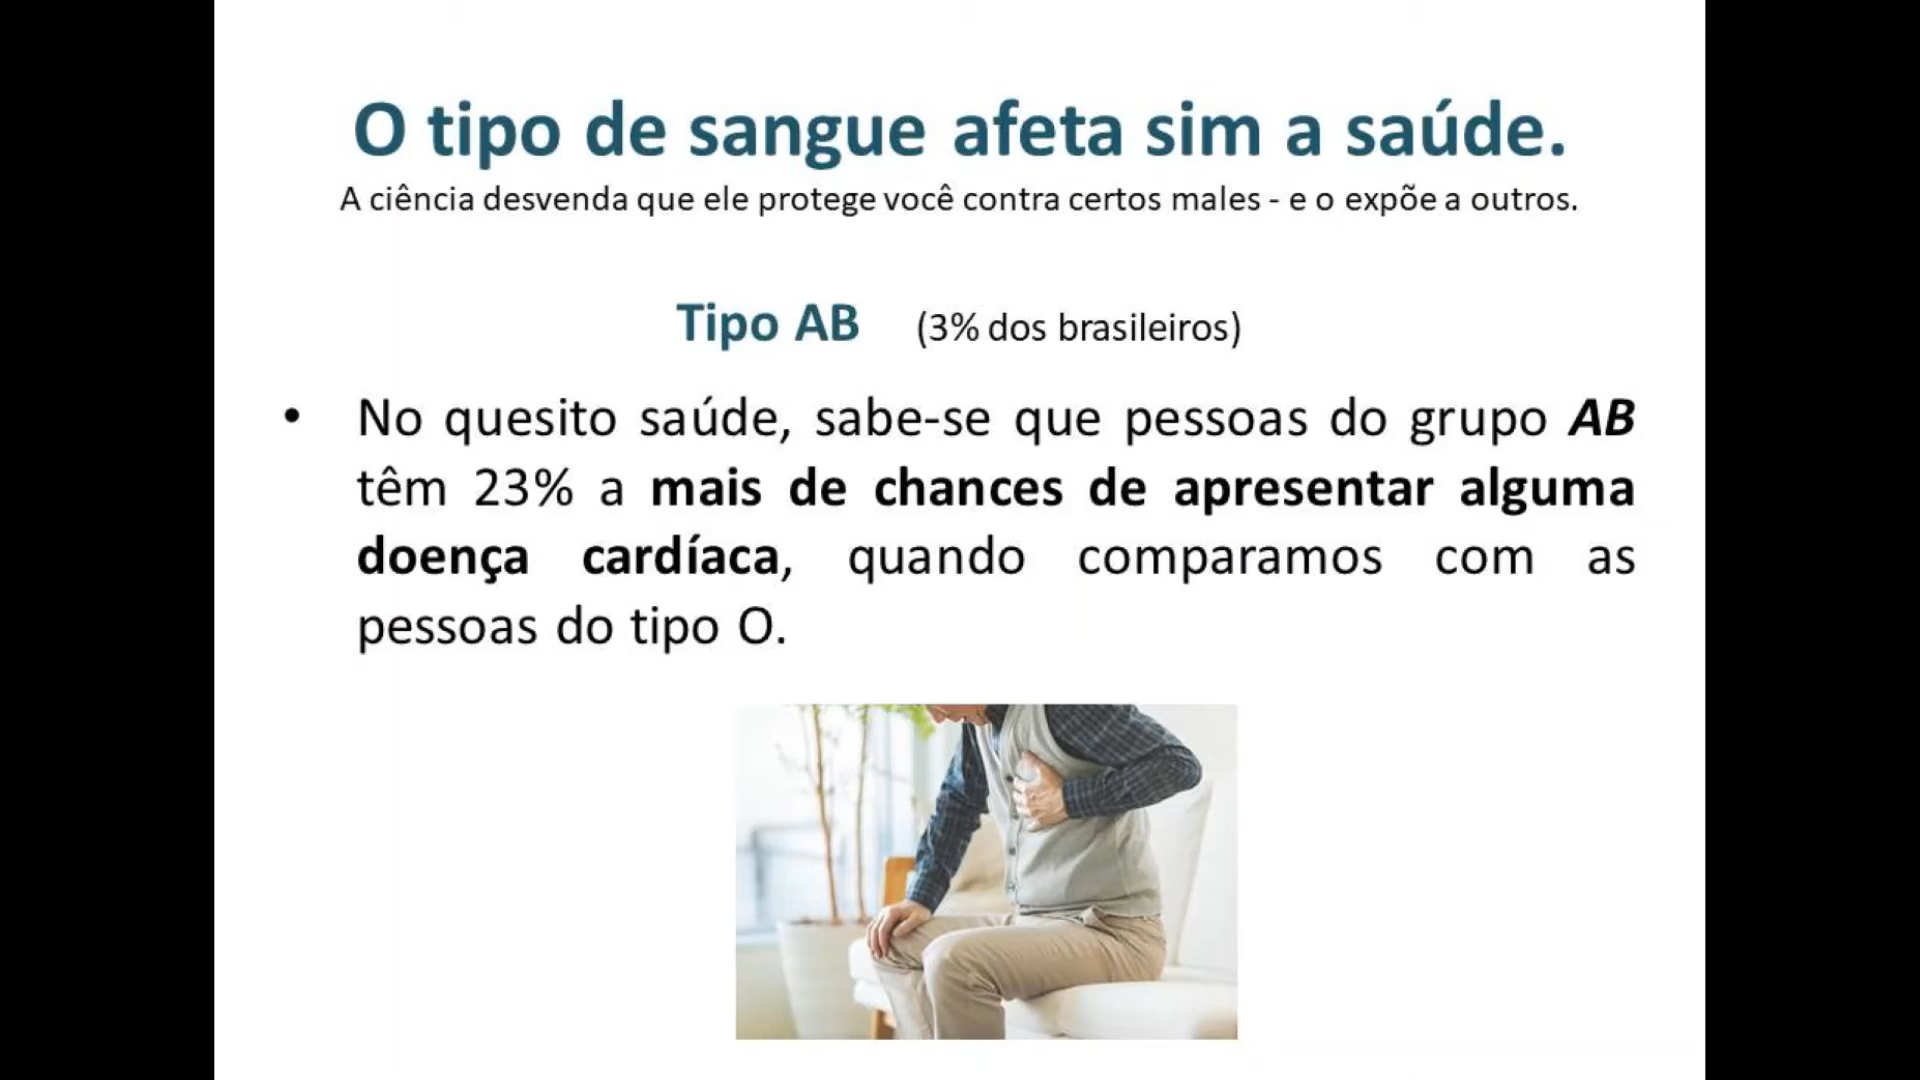 O tipo de sangue afeta sim a saúde.
A ciência desvenda que ele protege você contra certos males - e o expõe a outros.
Tipo AB (3% dos brasileiros)
• No quesito saúde, sabe-se que pessoas do grupo AB
têm 23% a mais de chances de apresentar alguma
doença cardíaca, quando comparamos com as
pessoas do tipo O.